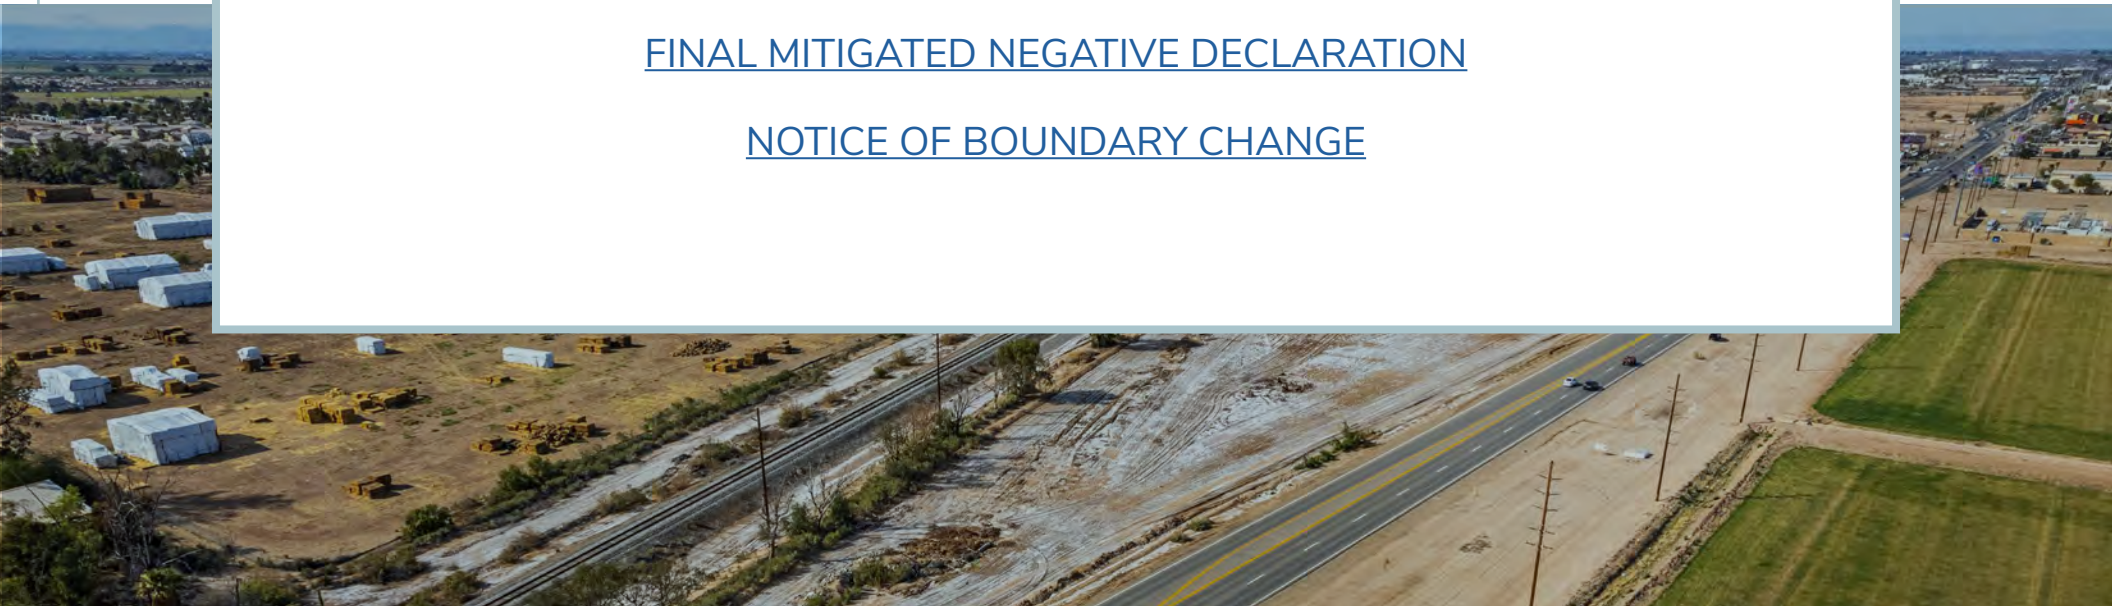 FINAL MITIGATED NEGATIVE DECLARATION
NOTICE OF BOUNDARY CHANGE